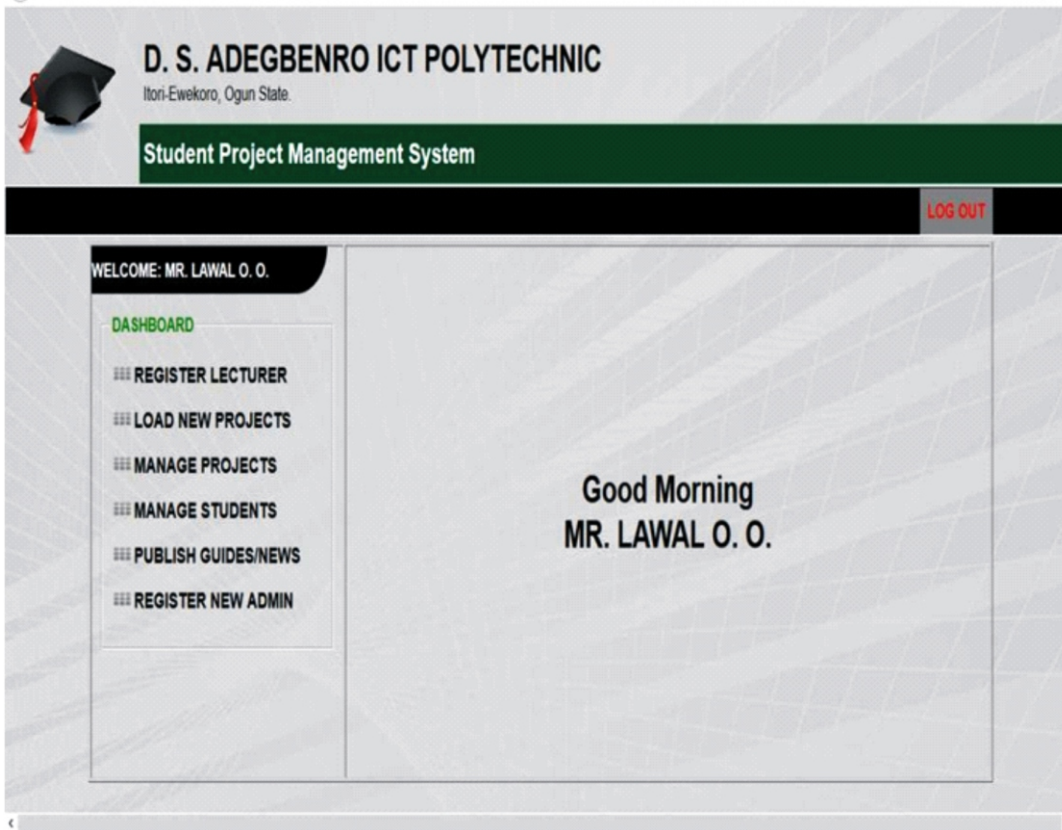 D. S. ADEGBENRO ICT POLYTECHNIC
Itori-Ewekoro, Ogun State.
Student Project Management System
LOG OUT
WELCOME: MR. LAWAL O. O.
DASHBOARD
REGISTER LECTURER
LOAD NEW PROJECTS
MANAGE PROJECTS
MANAGE STUDENTS
PUBLISH GUIDES/NEWS
REGISTER NEW ADMIN
Good Morning
MR. LAWAL O. O.